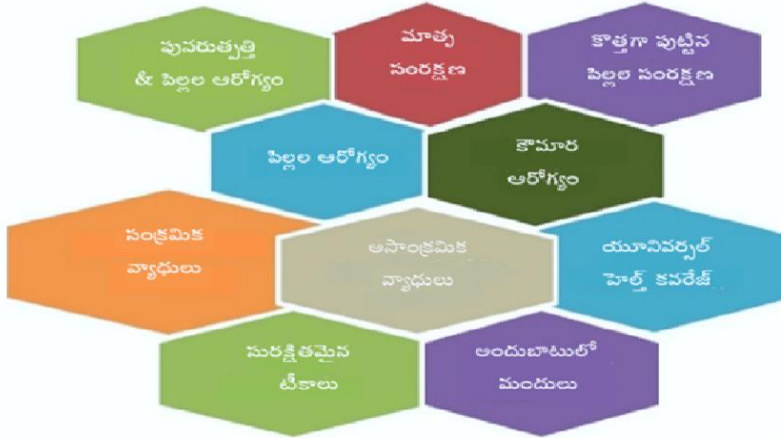 పునరుత్పత్తి
& పిల్లల ఆరోగ్యం
మాతృ
సంరక్షణ
కొత్తగా పుట్టిన
పిల్లల సంరక్షణ
పిల్లల ఆరోగ్యం
కౌమార
ఆరోగ్యం
సంక్రమిక
వ్యాధులు
అసాంక్రమిక
వ్యాధులు
యూనివర్సల్
హెల్త్ కవరేజ్
సురక్షితమైన
టీకాలు
అందుబాటులో
మందులు